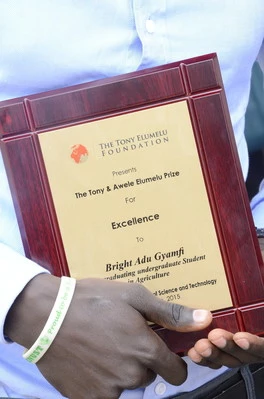 THE TONY ELUMELU
FOUNDATION
Presents
The Tony & Awele Elumelu Prize
For
Excellence
To
Bright Adu Gyamfi
graduating undergraduate Student
in Agriculture
Science and Technology
2015
Proud